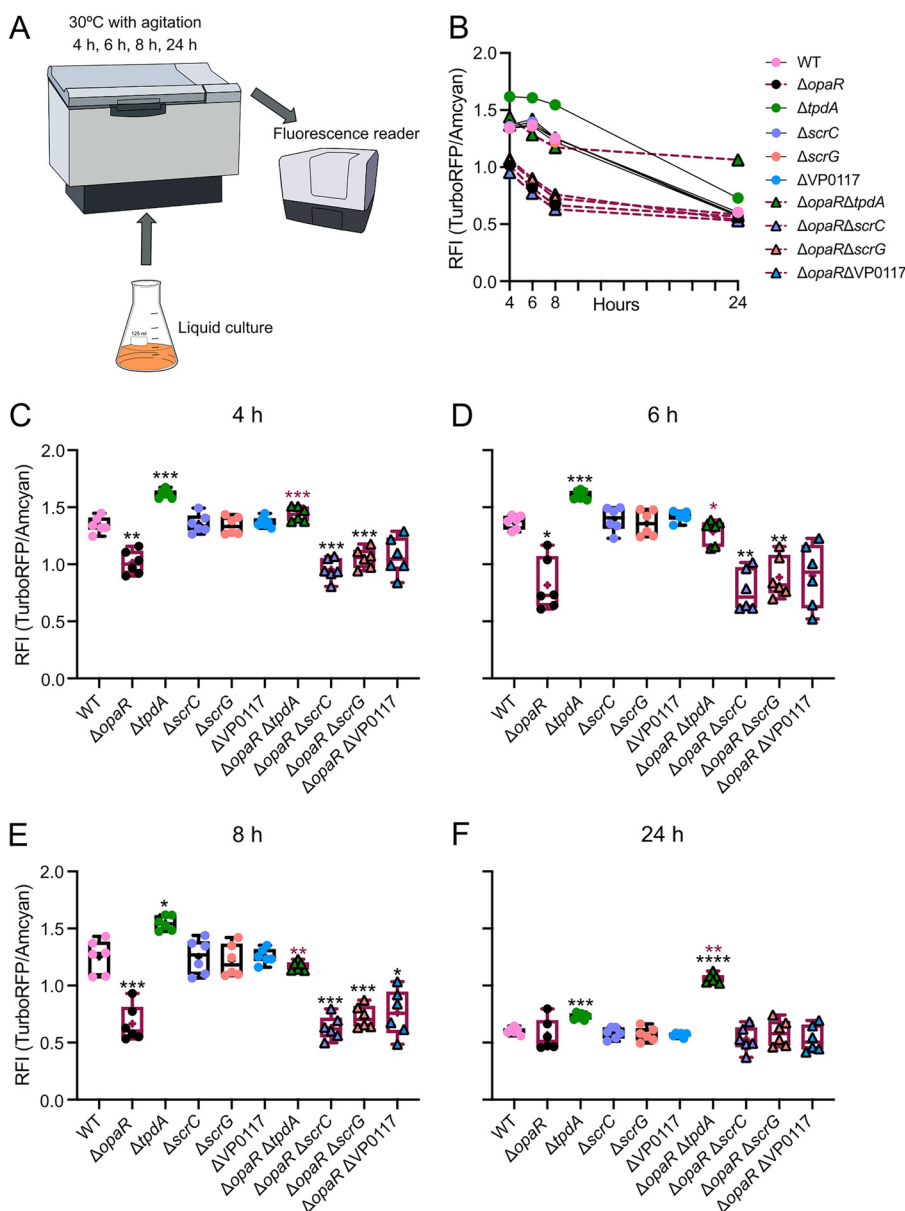 A
30ºC with agitation
4 h, 6 h, 8 h, 24 h
Fluorescence reader
125 ml
Liquid culture
B
RFI (TurboRFP/Amcyan)
2.0
1.5
1.0
0.5
0.0
4 6 8 Hours 24
WT
ΔopaR
ΔtpdA
ΔscrC
ΔscrG
ΔVP0117
ΔopaRΔtpdA
ΔopaRΔscrC
ΔopaRΔscrG
ΔopaRΔVP0117
C
4 h
RFI (TurboRFP/Amcyan)
2.0
1.5
1.0
0.5
0.0
** *** *** *** ***
WT
ΔopaR
ΔtpdA
ΔscrC
ΔscrG
ΔVP0117
ΔopaR ΔtpdA
ΔopaR ΔscrC
ΔopaR ΔscrG
ΔopaR ΔVP0117
D
6 h
2.0
1.5
1.0
0.5
0.0
* *** * ** **
WT
ΔopaR
ΔtpdA
ΔscrC
ΔscrG
ΔVP0117
ΔopaR ΔtpdA
ΔopaR ΔscrC
ΔopaR ΔscrG
ΔopaR ΔVP0117
E
8 h
RFI (TurboRFP/Amcyan)
2.0
1.5
1.0
0.5
0.0
*** * ** *** *** *
WT
ΔopaR
ΔtpdA
ΔscrC
ΔscrG
ΔVP0117
ΔopaR ΔtpdA
ΔopaR ΔscrC
ΔopaR ΔscrG
ΔopaR ΔVP0117
F
24 h
2.0
1.5
1.0
0.5
0.0
***
**
****
WT
ΔopaR
ΔtpdA
ΔscrC
ΔscrG
ΔVP0117
ΔopaR ΔtpdA
ΔopaR ΔscrC
ΔopaR ΔscrG
ΔopaR ΔVP0117